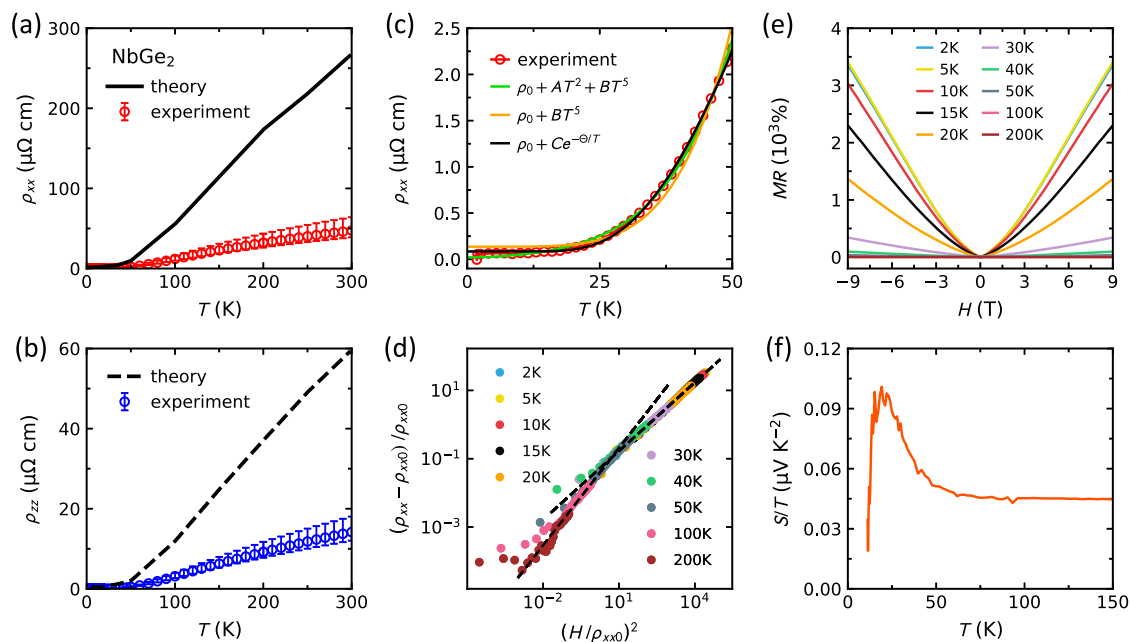 (a)
300
200
100
0
ρxx (μΩ cm)
NbGe2
theory
experiment
0 100 200 300
T (K)
(b)
60
40
20
0
ρzz (μΩ cm)
theory
experiment
0 100 200 300
T (K)
(c)
2.5
2.0
1.5
1.0
0.5
0.0
ρxx (μΩ cm)
experiment
ρ0 + AT² + BT⁵
ρ0 + BT⁵
ρ0 + Ce^−Θ/T
0 25 50
T (K)
(d)
10¹
10⁻¹
10⁻³
(ρxx − ρxx0) / ρxx0
2K
5K
10K
15K
20K
30K
40K
50K
100K
200K
10⁻² 10¹ 10⁴
(H/ρxx0)²
(e)
4
3
2
1
0
MR (10³%)
2K
5K
10K
15K
20K
30K
40K
50K
100K
200K
−9 −6 −3 0 3 6 9
H (T)
(f)
0.12
0.09
0.06
0.03
0.00
S/T (μV K⁻²)
0 25 50 75 100 125 150
T (K)